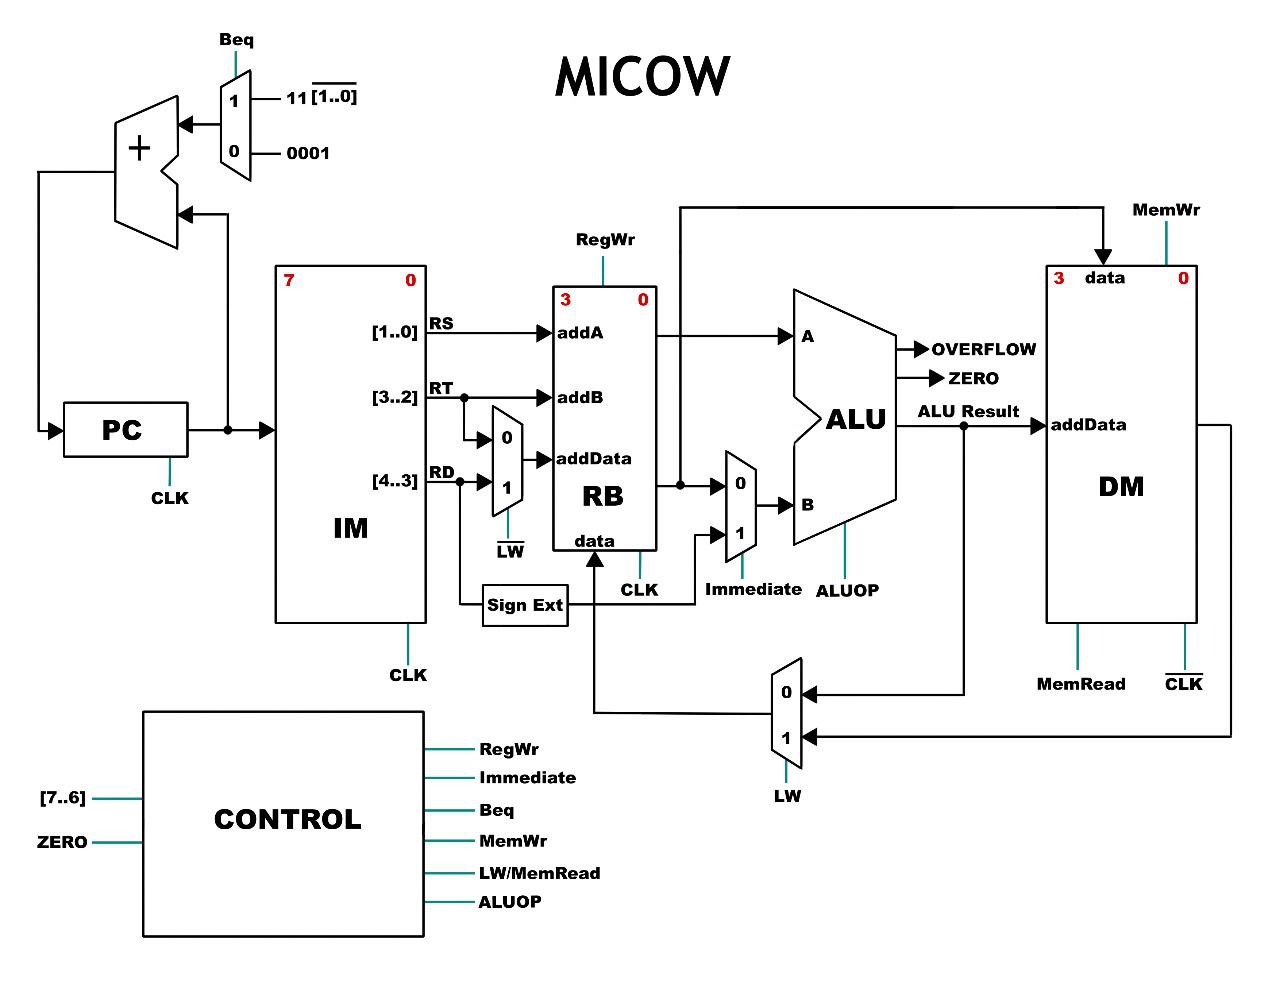 MICOW
Beq
1
11 [1..0]
+
0
0001
PC
CLK
7 0
[1..0]
[3..2]
[4..3]
IM
CLK
RS
RT
RD
0
1
LW
Sign Ext
RegWr
3 0
addA
addB
addData
RB
data
CLK
0
1
Immediate
A
B
ALU
ALUOP
OVERFLOW
ZERO
ALU Result
MemWr
3 data 0
addData
DM
MemRead
CLK
0
1
LW
[7..6]
ZERO
CONTROL
RegWr
Immediate
Beq
MemWr
LW/MemRead
ALUOP